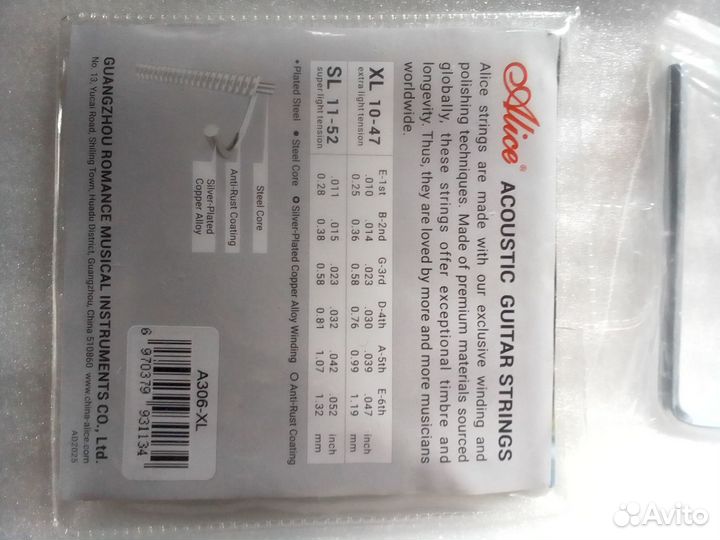 Alice® ACOUSTIC GUITAR STRINGS
Alice strings are made with our exclusive winding and
polishing techniques. Made of premium materials sourced
globally, these strings offer exceptional timbre and
longevity. Thus, they are loved by more and more musicians
worldwide.
E-1st B-2nd G-3rd D-4th A-5th E-6th
XL 10-47 .010 .014 .023 .030 .039 .047 inch
extra light tension 0.25 0.36 0.58 0.76 0.99 1.19 mm
SL 11-52 .011 .015 .023 .032 .042 .052 inch
super light tension 0.28 0.38 0.58 0.81 1.07 1.32 mm
• Plated Steel • Steel Core Silver-Plated Copper Alloy Winding ○ Anti-Rust Coating
Steel Core
Anti-Rust Coating
Silver-Plated
Copper Alloy
A306-XL
6 970379 931134
GUANGZHOU ROMANCE MUSICAL INSTRUMENTS CO., Ltd.
No. 13, Yucai Road, Shiling Town, Huadu District, Guangzhou, China 510860 www.china-alice.com
AD2025
Avito